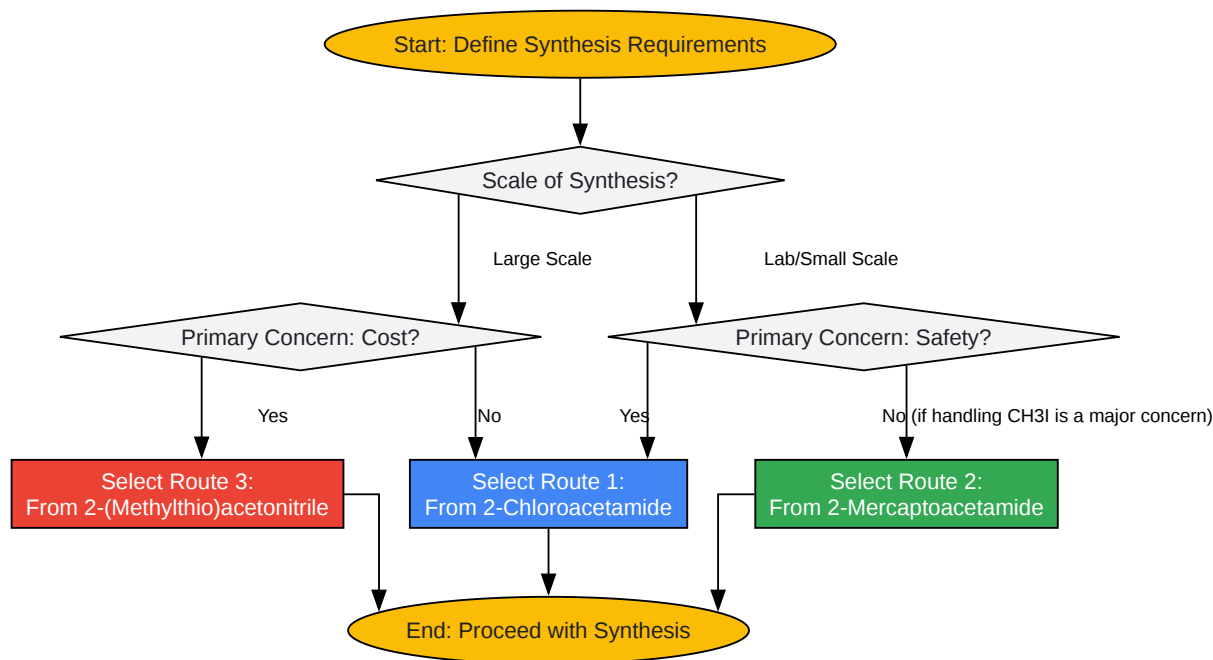 Start: Define Synthesis Requirements
Scale of Synthesis?
Large Scale
Lab/Small Scale
Primary Concern: Cost?
Primary Concern: Safety?
Yes
No
Yes
No (if handling CH3I is a major concern)
Select Route 3:
From 2-(Methylthio)acetonitrile
Select Route 1:
From 2-Chloroacetamide
Select Route 2:
From 2-Mercaptoacetamide
End: Proceed with Synthesis